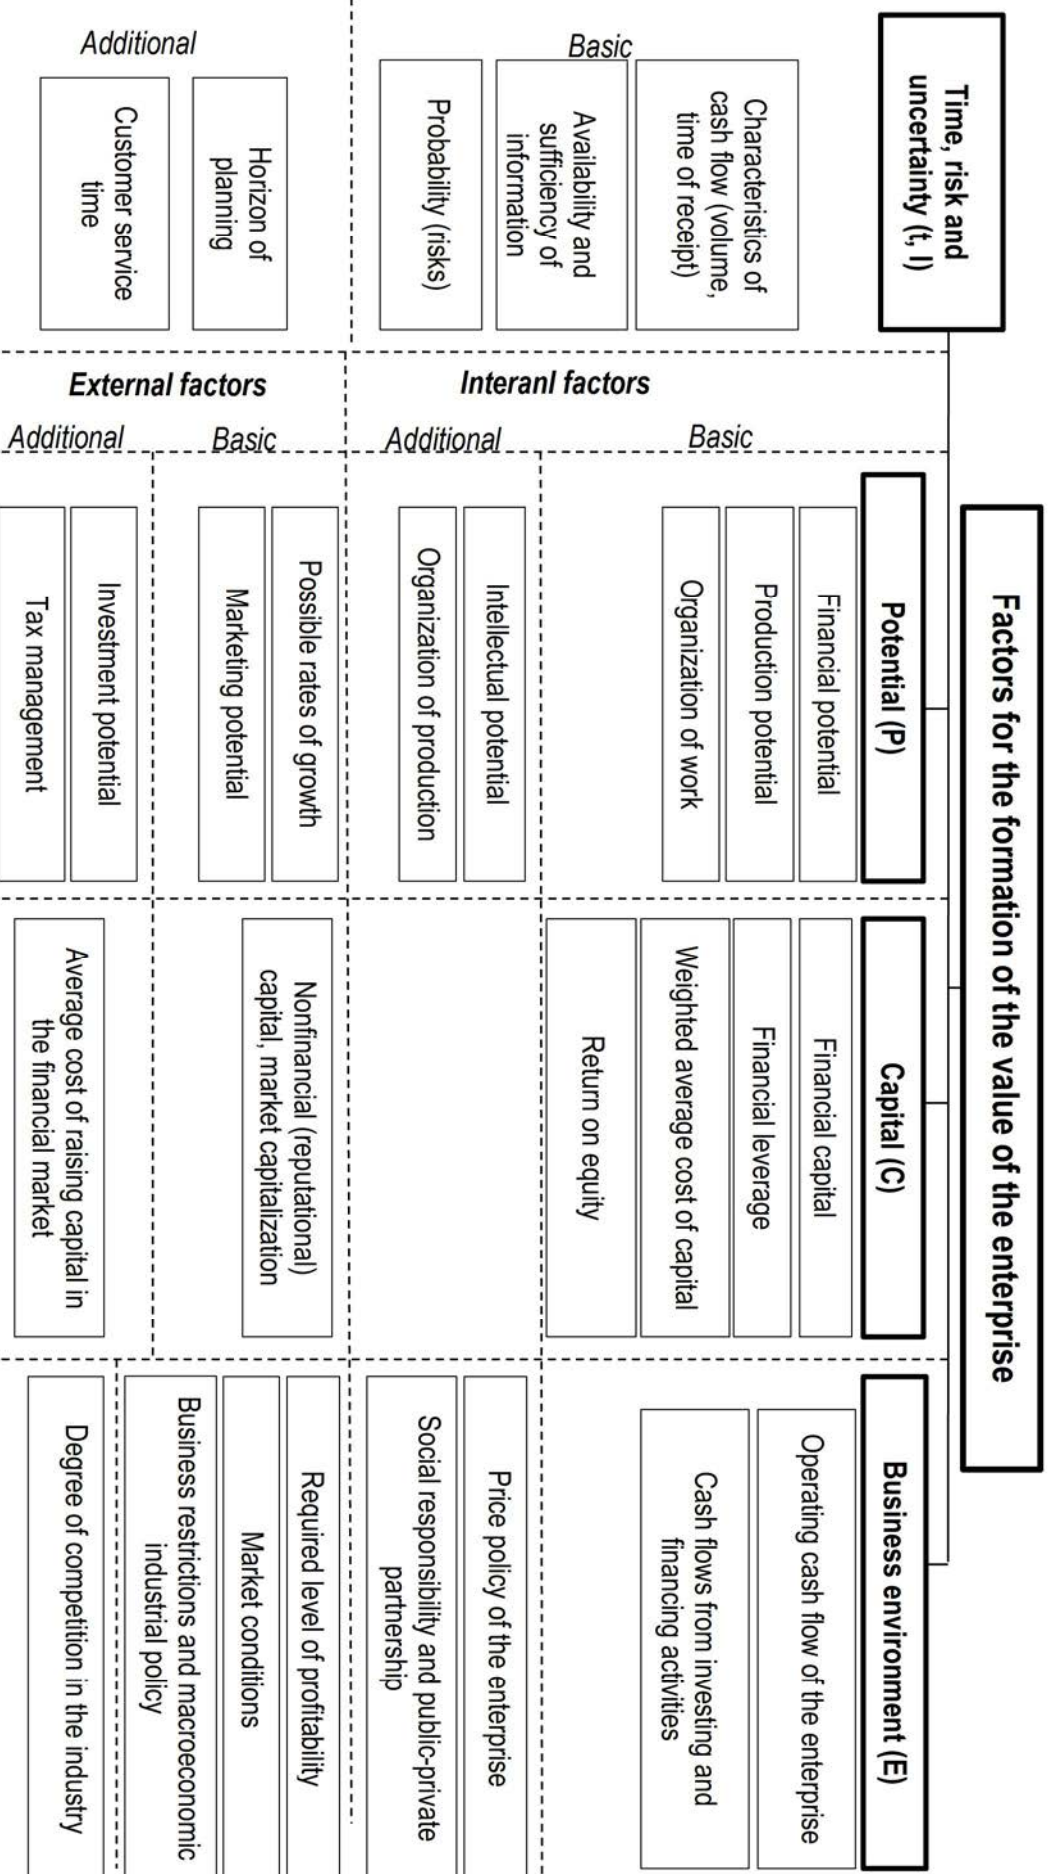 Factors for the formation of the value of the enterprise
Time, risk and
uncertainty (t, I)
Potential (P)
Capital (C)
Business environment (E)
Basic
Characteristics of
cash flow (volume,
time of receipt)
Availability and
sufficiency of
information
Probability (risks)
Additional
Horizon of
planning
Customer service
time
Interanl factors
Basic
Financial potential
Production potential
Organization of work
Financial capital
Financial leverage
Weighted average cost of capital
Return on equity
Operating cash flow of the enterprise
Cash flows from investing and
financing activities
Additional
Intellectual potential
Organization of production
Price policy of the enterprise
Social responsibility and public-private
partnership
External factors
Basic
Possible rates of growth
Marketing potential
Nonfinancial (reputational)
capital, market capitalization
Required level of profitability
Market conditions
Business restrictions and macroeconomic
industrial policy
Additional
Investment potential
Tax management
Average cost of raising capital in
the financial market
Degree of competition in the industry